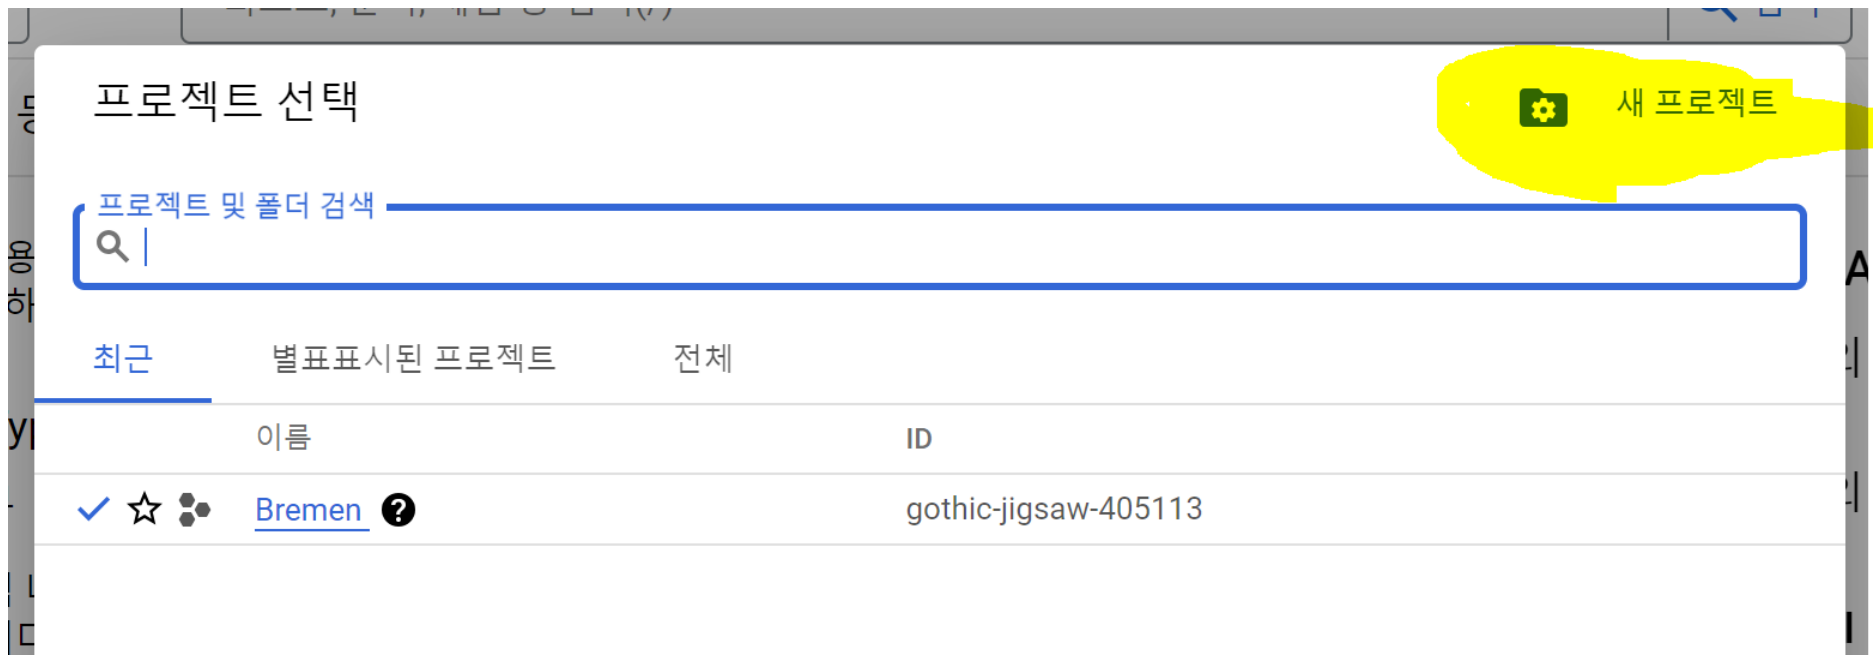 프로젝트 선택
새 프로젝트
프로젝트 및 폴더 검색
최근 별표표시된 프로젝트 전체
이름 ID
Bremen gothic-jigsaw-405113